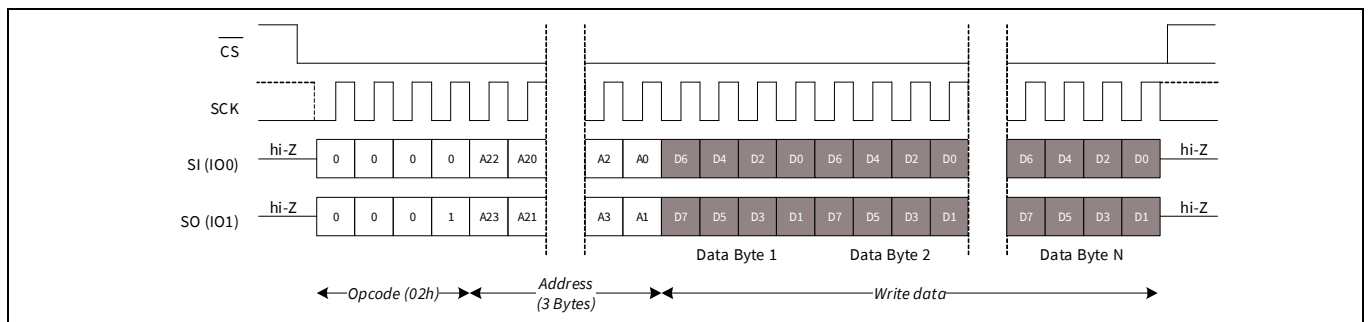 CS
SCK
SI (IO0) hi-Z 0 0 0 0 A22 A20 A2 A0 D6 D4 D2 D0 D6 D4 D2 D0 D6 D4 D2 D0 hi-Z
SO (IO1) hi-Z 0 0 0 1 A23 A21 A3 A1 D7 D5 D3 D1 D7 D5 D3 D1 D7 D5 D3 D1 hi-Z
Data Byte 1 Data Byte 2 Data Byte N
Opcode (02h) Address Write data
(3 Bytes)